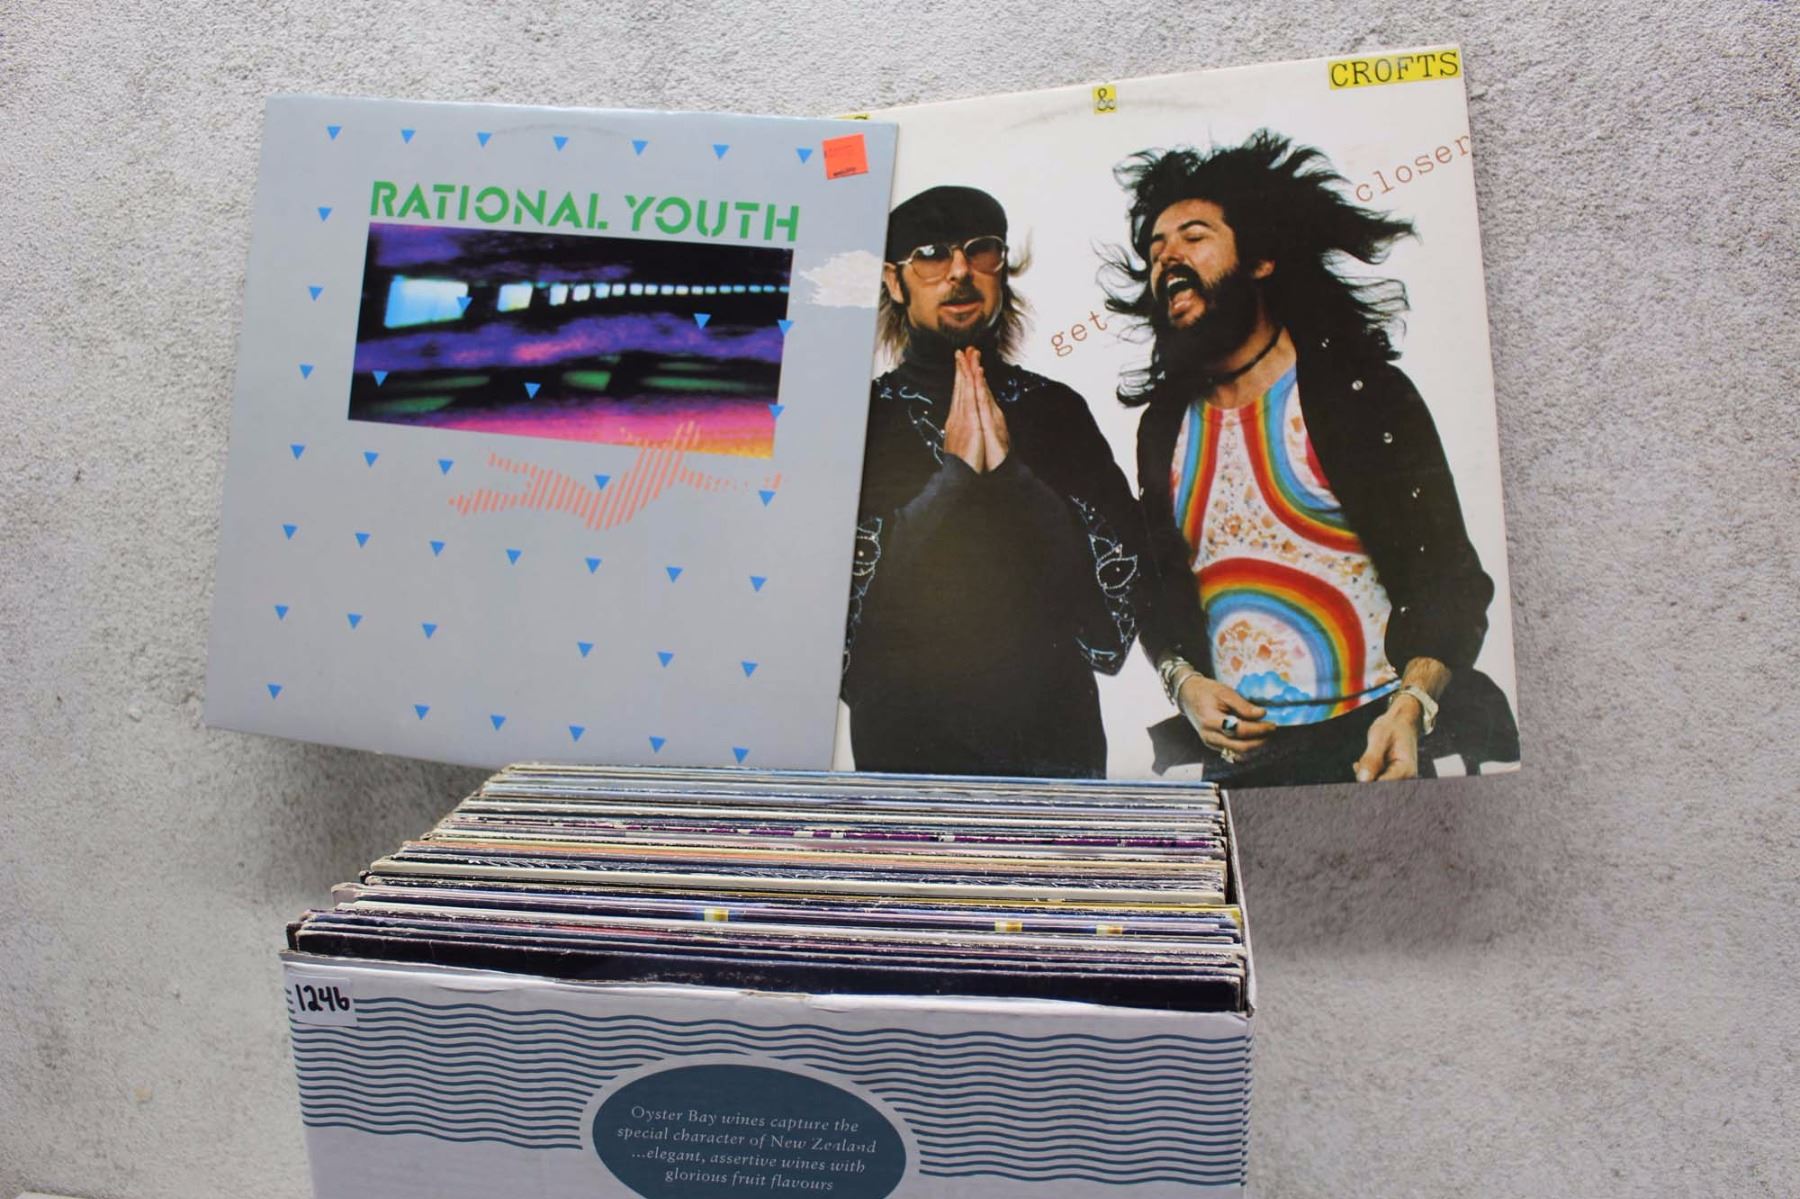 RATIONAL YOUTH
&
CROFTS
get
closer
1246
Oyster Bay wines capture the
special character of New Zealand
...elegant, assertive wines with
glorious fruit flavours